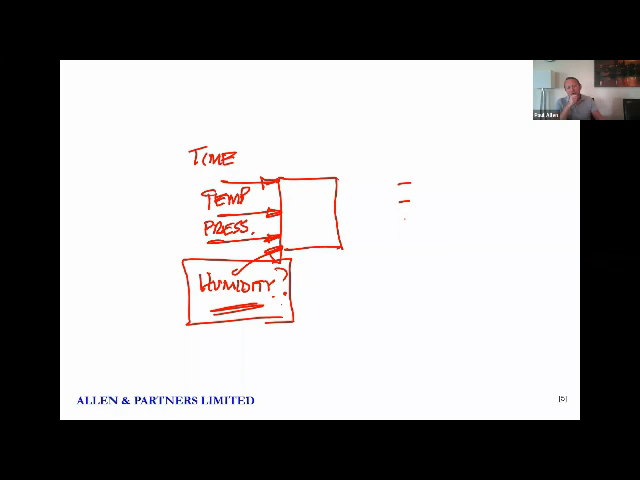 Paul Allen
TIME
TEMP
PRESS.
HUMIDITY?
ALLEN & PARTNERS LIMITED